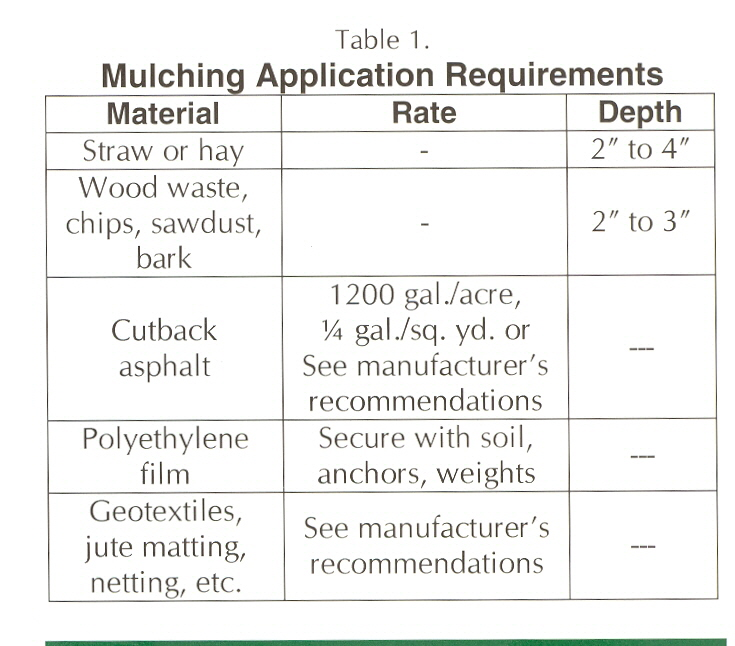 Table 1.
Mulching Application Requirements
Material Rate Depth
Straw or hay - 2” to 4”
Wood waste,
chips, sawdust,
bark
- 2” to 3”
Cutback
asphalt
1200 gal./acre,
¼ gal./sq. yd. or
See manufacturer’s
recommendations
---
Polyethylene
film
Secure with soil,
anchors, weights
---
Geotextiles,
jute matting,
netting, etc.
See manufacturer’s
recommendations
---